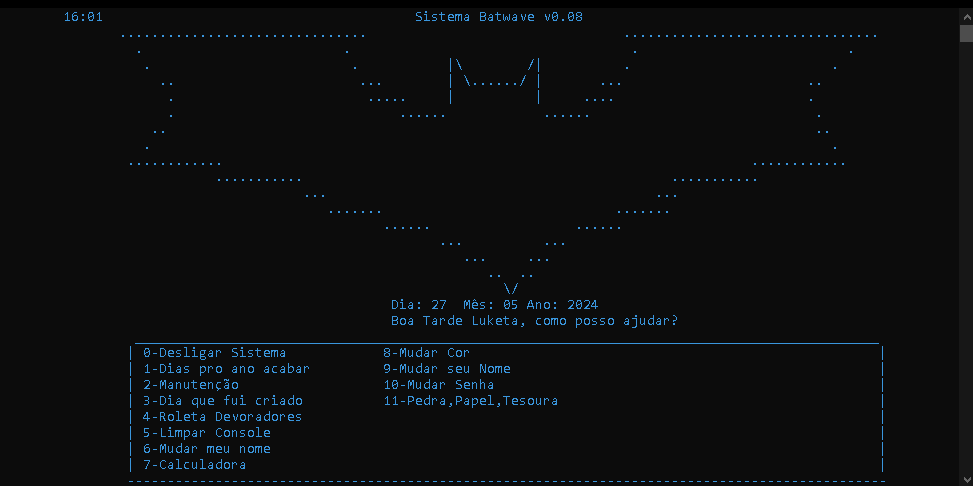 16:01 Sistema Batwave v0.08
Dia: 27 Mês: 05 Ano: 2024
Boa Tarde Luketa, como posso ajudar?
0-Desligar Sistema 8-Mudar Cor
1-Dias pro ano acabar 9-Mudar seu Nome
2-Manutenção 10-Mudar Senha
3-Dia que fui criado 11-Pedra,Papel,Tesoura
4-Roleta Devoradores
5-Limpar Console
6-Mudar meu nome
7-Calculadora